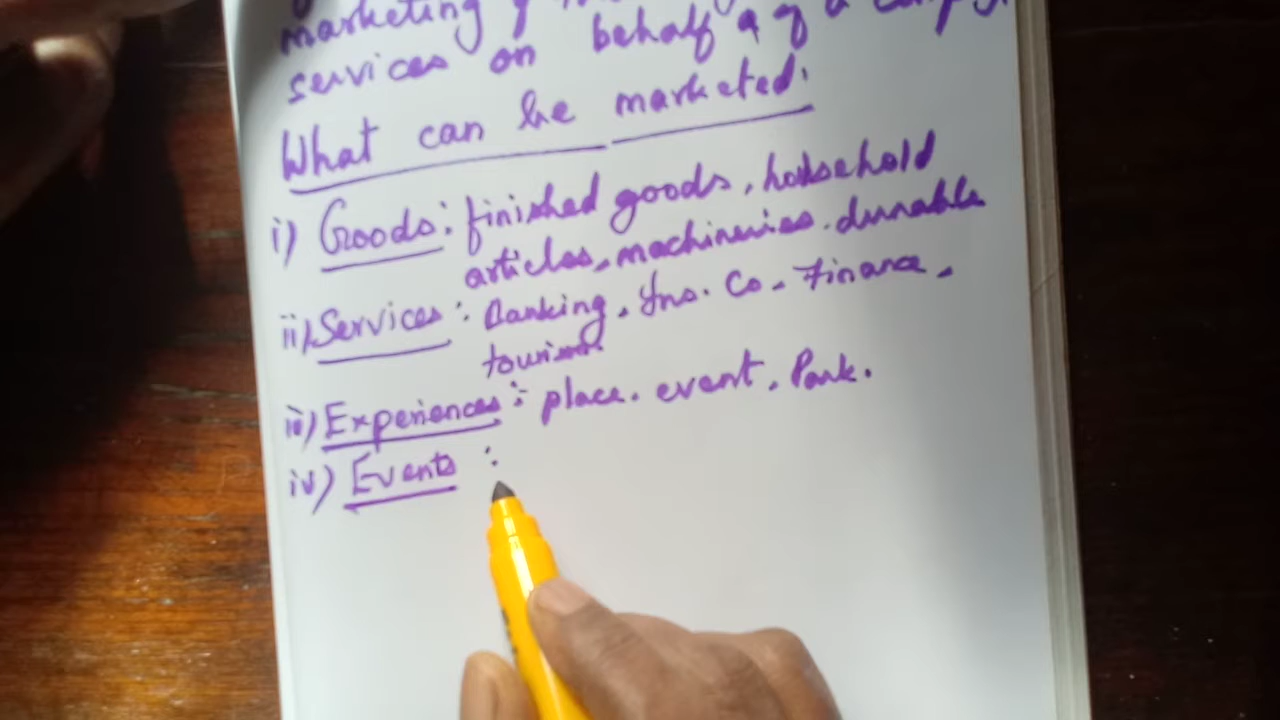 marketing
services on behalf of a
What can be marketed.
i) Goods: finished goods, household
articles, machineries. durable
ii) Services: Banking, Ins. Co. Finance,
tourism.
iii) Experiences: place. event, Park.
iv) Events :